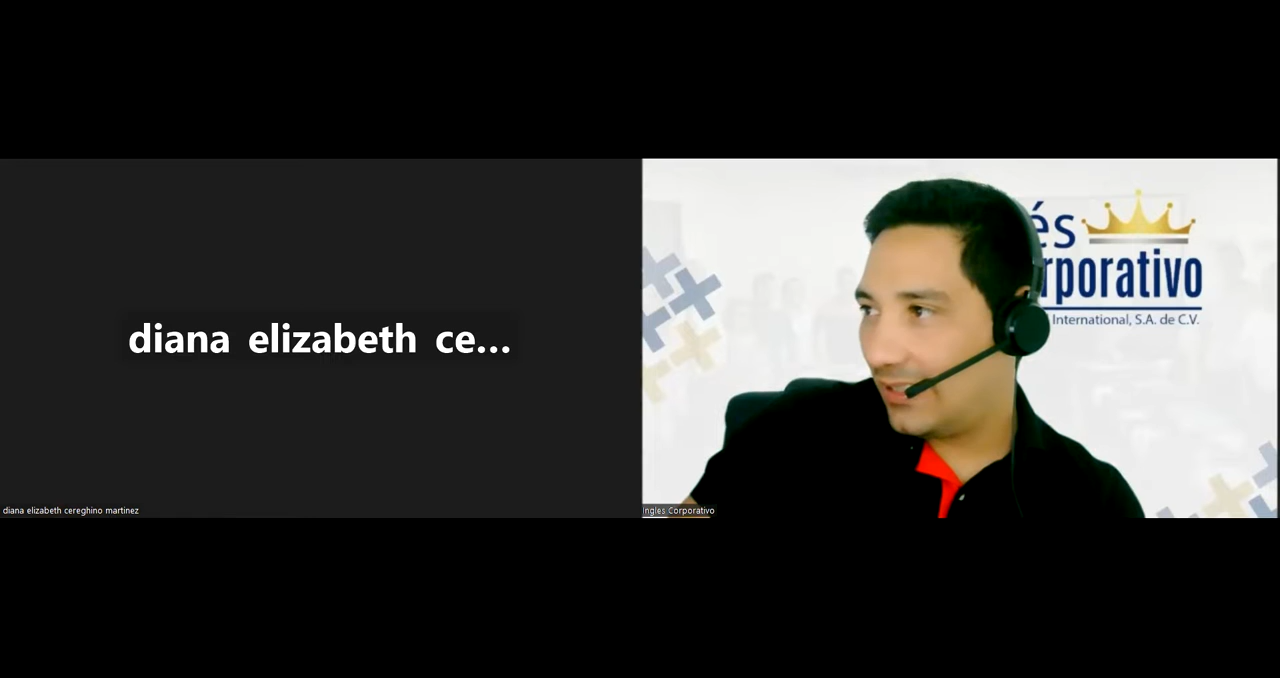 diana elizabeth ce...
diana elizabeth cereghino martinez
és
rporativo
International, S.A. de C.V.
Ingles Corporativo